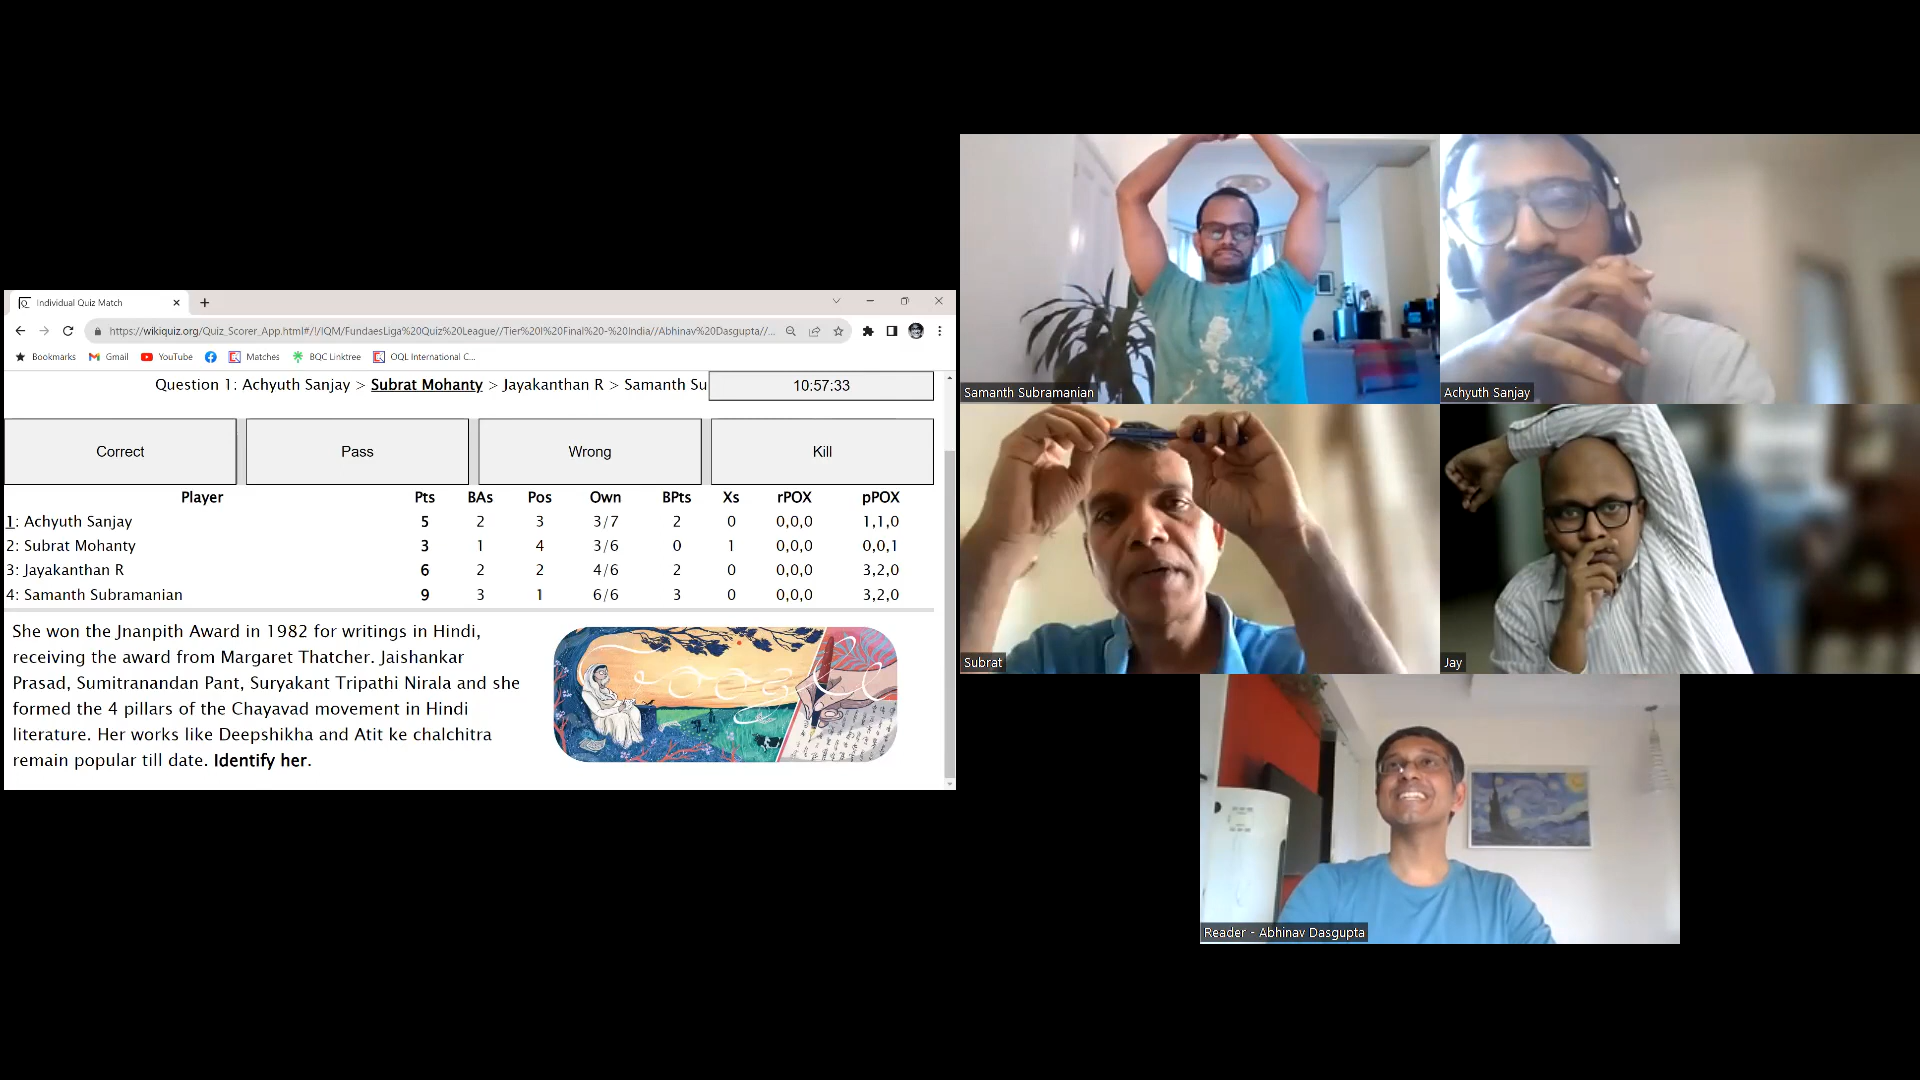 Individual Quiz Match
https://wikiquiz.org/Quiz_Scorer_App.html#/!/IQM/FundaesLiga%20Quiz%20League//Tier%20I%20Final%20-%20India//Abhinav%20Dasgupta//...
Bookmarks Gmail YouTube Matches BQC Linktree OQL International C...
Question 1: Achyuth Sanjay > Subrat Mohanty > Jayakanthan R > Samanth Su
10:57:33
Correct Pass Wrong Kill
Player Pts BAs Pos Own BPts Xs rPOX pPOX
1: Achyuth Sanjay 5 2 3 3/7 2 0 0,0,0 1,1,0
2: Subrat Mohanty 3 1 4 3/6 0 1 0,0,0 0,0,1
3: Jayakanthan R 6 2 2 4/6 2 0 0,0,0 3,2,0
4: Samanth Subramanian 9 3 1 6/6 3 0 0,0,0 3,2,0
She won the Jnanpith Award in 1982 for writings in Hindi,
receiving the award from Margaret Thatcher. Jaishankar
Prasad, Sumitranandan Pant, Suryakant Tripathi Nirala and she
formed the 4 pillars of the Chayavad movement in Hindi
literature. Her works like Deepshikha and Atit ke chalchitra
remain popular till date. Identify her.
Google
Samanth Subramanian
Achyuth Sanjay
Subrat
Jay
Reader - Abhinav Dasgupta